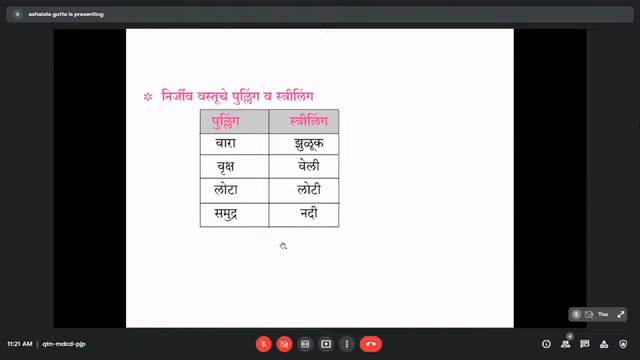 ashalata gutte is presenting
* निर्जीव वस्तूचे पुल्लिंग व स्त्रीलिंग
पुल्लिंग स्त्रीलिंग
वारा झुळूक
वृक्ष वेली
लोटा लोटी
समुद्र नदी
You
11:21 AM | qtn-mdcd-pjp